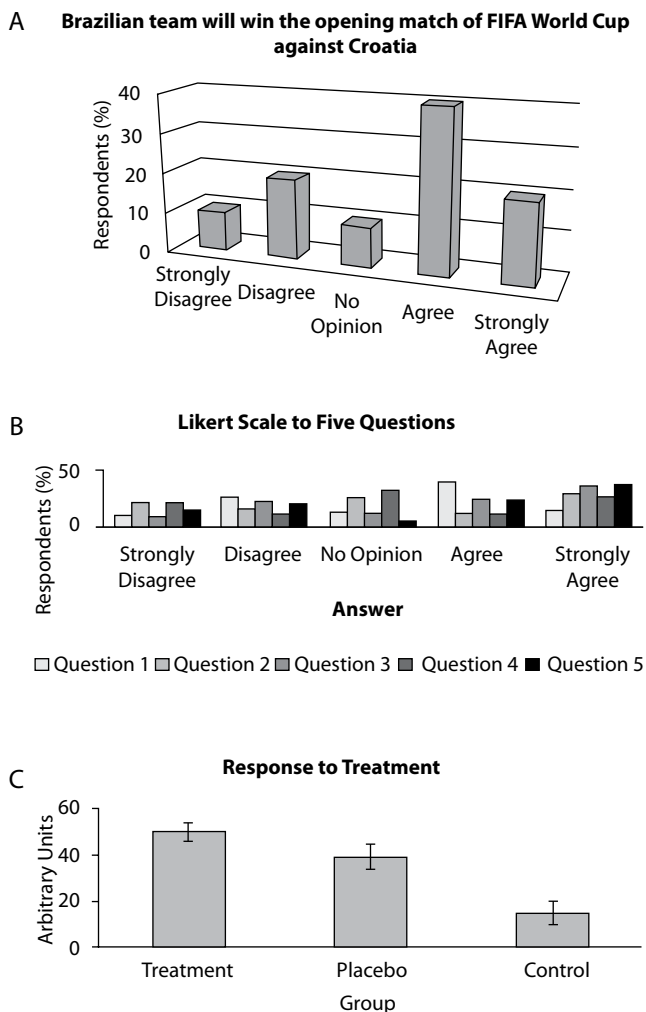 A
Brazilian team will win the opening match of FIFA World Cup
against Croatia
Respondents (%)
40
30
20
10
0
Strongly
Disagree
Disagree
No
Opinion
Agree
Strongly
Agree
B
Likert Scale to Five Questions
Respondents (%)
50
0
Strongly
Disagree
Disagree
No Opinion
Agree
Strongly
Agree
Answer
Question 1 Question 2 Question 3 Question 4 Question 5
C
Response to Treatment
Arbitrary Units
60
40
20
0
Treatment
Placebo
Control
Group